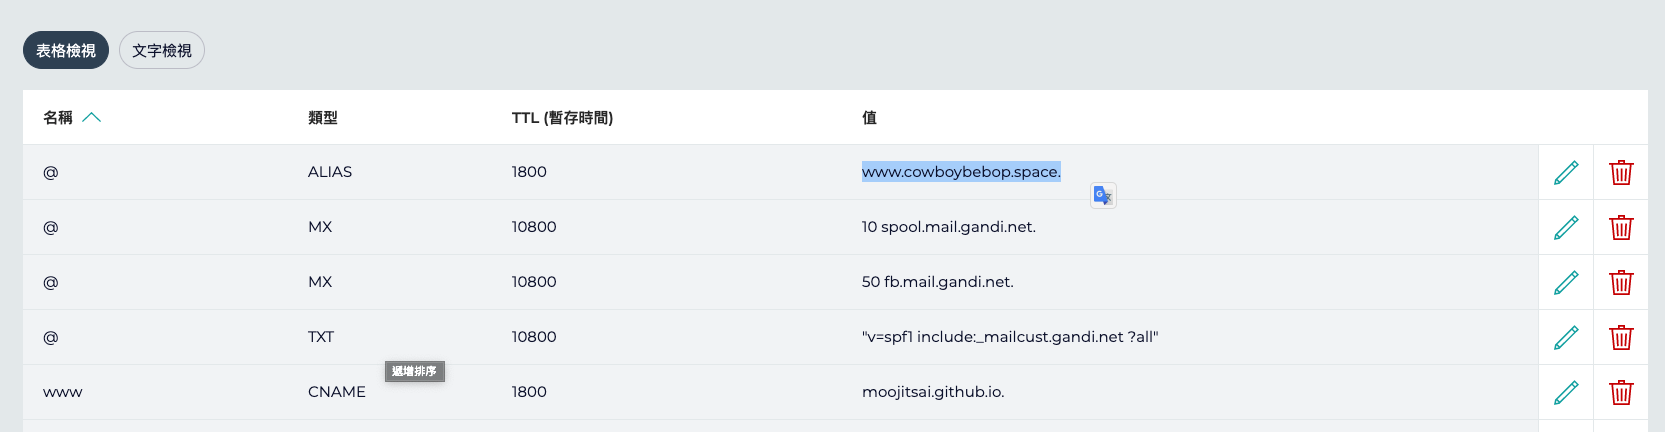 表格檢視 文字檢視
名稱 類型 TTL (暫存時間) 值
@ ALIAS 1800 www.cowboybebop.space.
@ MX 10800 10 spool.mail.gandi.net.
@ MX 10800 50 fb.mail.gandi.net.
@ TXT 10800 "v=spf1 include:_mailcust.gandi.net ?all"
遞增排序
www CNAME 1800 moojitsai.github.io.